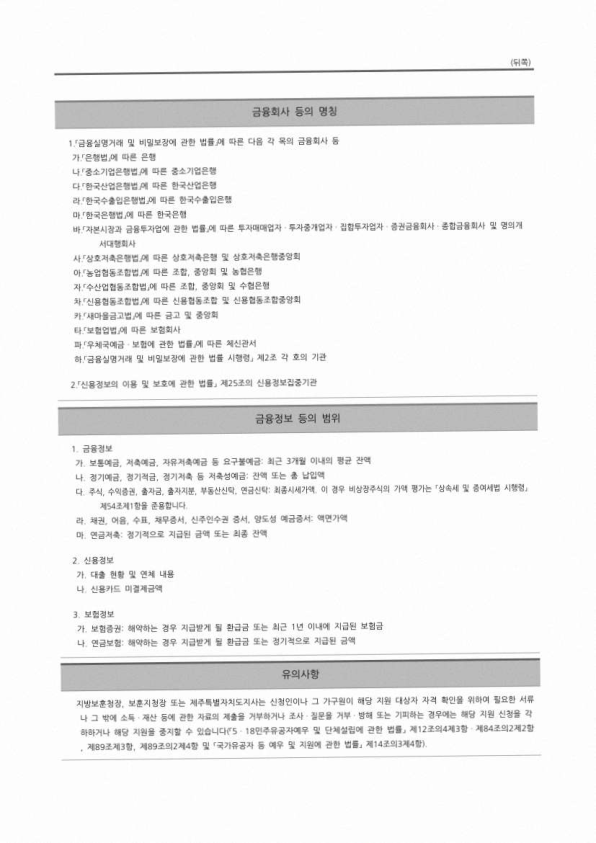 (뒤쪽)
금융회사 등의 명칭
1.「금융실명거래 및 비밀보장에 관한 법률」에 따른 다음 각 목의 금융회사 등
가.「은행법」에 따른 은행
나.「중소기업은행법」에 따른 중소기업은행
다.「한국산업은행법」에 따른 한국산업은행
라.「한국수출입은행법」에 따른 한국수출입은행
마.「한국은행법」에 따른 한국은행
바.「자본시장과 금융투자업에 관한 법률」에 따른 투자매매업자ㆍ투자중개업자ㆍ집합투자업자ㆍ증권금융회사ㆍ종합금융회사 및 명의개
서대행회사
사.「상호저축은행법」에 따른 상호저축은행 및 상호저축은행중앙회
아.「농업협동조합법」에 따른 조합, 중앙회 및 농협은행
자.「수산업협동조합법」에 따른 조합, 중앙회 및 수협은행
차.「신용협동조합법」에 따른 신용협동조합 및 신용협동조합중앙회
카.「새마을금고법」에 따른 금고 및 중앙회
타.「보험업법」에 따른 보험회사
파.「우체국예금ㆍ보험에 관한 법률」에 따른 체신관서
하.「금융실명거래 및 비밀보장에 관한 법률 시행령」 제2조 각 호의 기관
2.「신용정보의 이용 및 보호에 관한 법률」 제25조의 신용정보집중기관
금융정보 등의 범위
1. 금융정보
가. 보통예금, 저축예금, 자유저축예금 등 요구불예금: 최근 3개월 이내의 평균 잔액
나. 정기예금, 정기적금, 정기저축 등 저축성예금: 잔액 또는 총 납입액
다. 주식, 수익증권, 출자금, 출자지분, 부동산신탁, 연금신탁: 최종시세가액. 이 경우 비상장주식의 가액 평가는 「상속세 및 증여세법 시행령」
제54조제1항을 준용합니다.
라. 채권, 어음, 수표, 채무증서, 신주인수권 증서, 양도성 예금증서: 액면가액
마. 연금저축: 정기적으로 지급된 금액 또는 최종 잔액
2. 신용정보
가. 대출 현황 및 연체 내용
나. 신용카드 미결제금액
3. 보험정보
가. 보험증권: 해약하는 경우 지급받게 될 환급금 또는 최근 1년 이내에 지급된 보험금
나. 연금보험: 해약하는 경우 지급받게 될 환급금 또는 정기적으로 지급된 금액
유의사항
지방보훈청장, 보훈지청장 또는 제주특별자치도지사는 신청인이나 그 가구원이 해당 지원 대상자 자격 확인을 위하여 필요한 서류
나 그 밖에 소득ㆍ재산 등에 관한 자료의 제출을 거부하거나 조사ㆍ질문을 거부ㆍ방해 또는 기피하는 경우에는 해당 지원 신청을 각
하하거나 해당 지원을 중지할 수 있습니다(「5ㆍ18민주유공자예우 및 단체설립에 관한 법률」 제12조의4제3항ㆍ제84조의2제2항
, 제89조제3항, 제89조의2제4항 및 「국가유공자 등 예우 및 지원에 관한 법률」 제14조의3제4항).